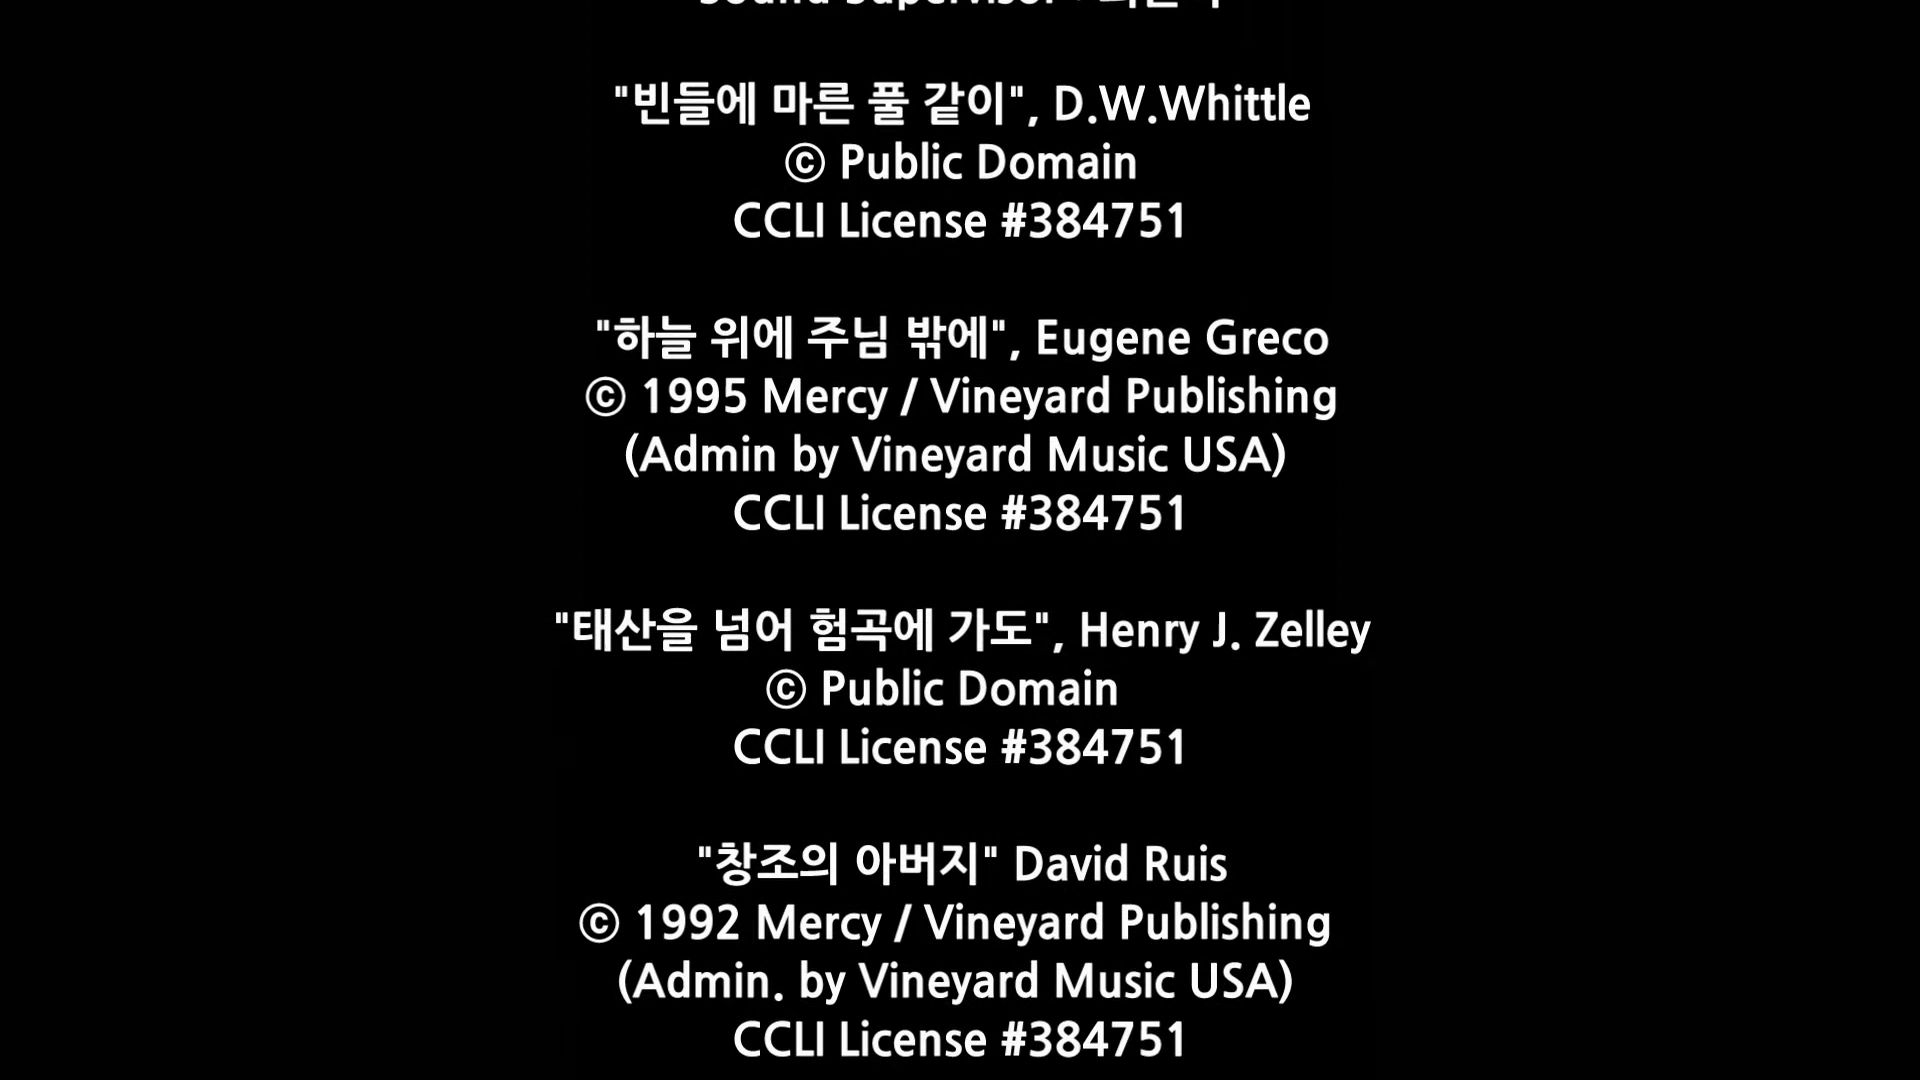 Sound Supervisor :
"빈들에 마른 풀 같이", D.W.Whittle
© Public Domain
CCLI License #384751
"하늘 위에 주님 밖에", Eugene Greco
© 1995 Mercy / Vineyard Publishing
(Admin by Vineyard Music USA)
CCLI License #384751
"태산을 넘어 험곡에 가도", Henry J. Zelley
© Public Domain
CCLI License #384751
"창조의 아버지" David Ruis
© 1992 Mercy / Vineyard Publishing
(Admin. by Vineyard Music USA)
CCLI License #384751